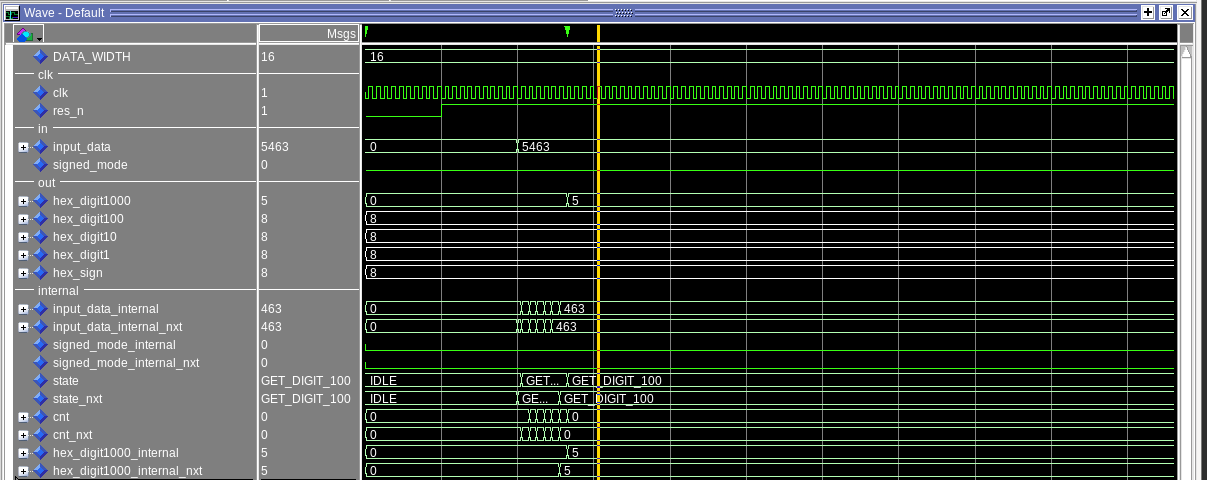 Wave - Default
Msgs
DATA_WIDTH 16 16
clk
clk 1
res_n 1
in
input_data 5463 0 5463
signed_mode 0
out
hex_digit1000 5 0 5
hex_digit100 8 8
hex_digit10 8 8
hex_digit1 8 8
hex_sign 8 8
internal
input_data_internal 463 0 463
input_data_internal_nxt 463 0 463
signed_mode_internal 0
signed_mode_internal_nxt 0
state GET_DIGIT_100 IDLE GET... GET_DIGIT_100
state_nxt GET_DIGIT_100 IDLE GE... GET_DIGIT_100
cnt 0 0 0
cnt_nxt 0 0 0
hex_digit1000_internal 5 0 5
hex_digit1000_internal_nxt 5 0 5